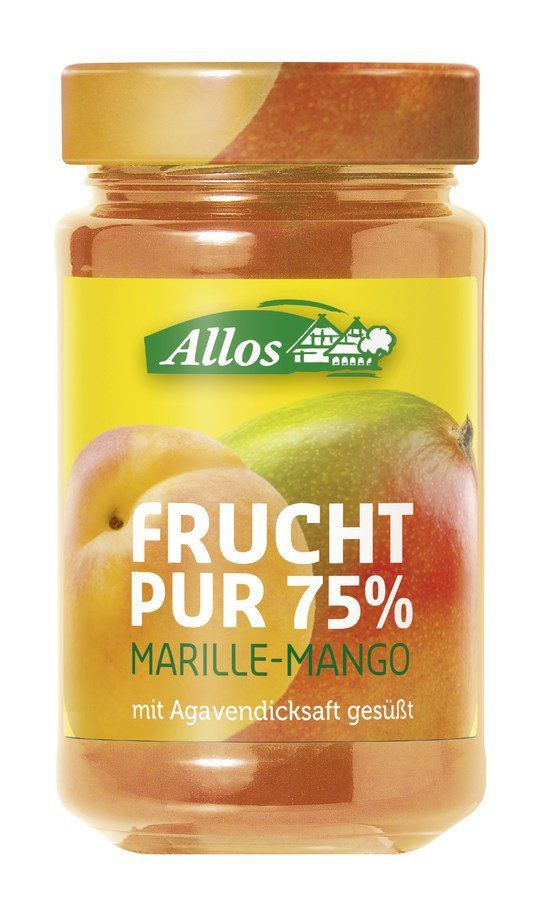 Allos
FRUCHT
PUR 75%
MARILLE-MANGO
mit Agavendicksaft gesüßt